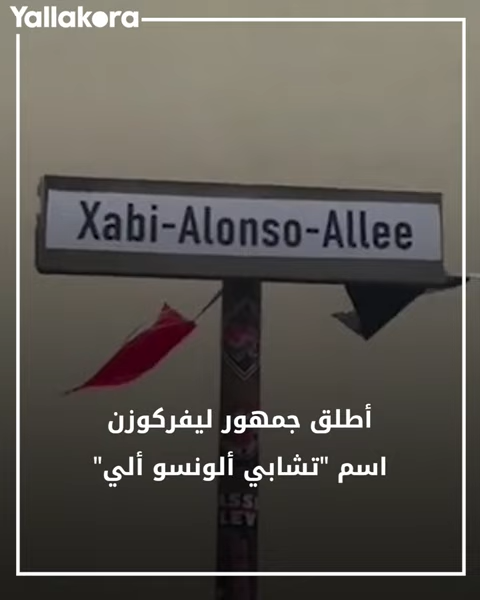 Yallakora
Xabi-Alonso-Allee
أطلق جمهور ليفركوزن
اسم "تشابي ألونسو ألي"